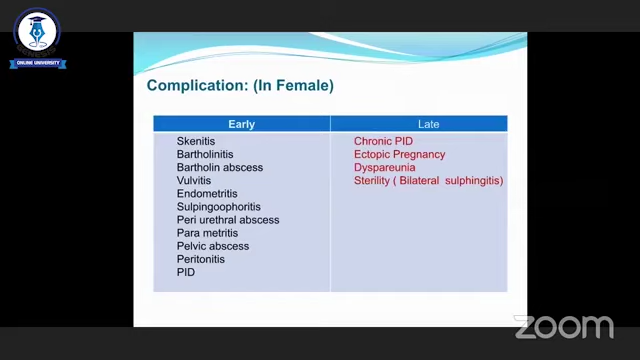 ONLINE UNIVERSITY
Complication: (In Female)
Early
Late
Skenitis
Chronic PID
Bartholinitis
Ectopic Pregnancy
Bartholin abscess
Dyspareunia
Vulvitis
Sterility ( Bilateral sulphingitis)
Endometritis
Sulpingoophoritis
Peri urethral abscess
Para metritis
Pelvic abscess
Peritonitis
PID
zoom